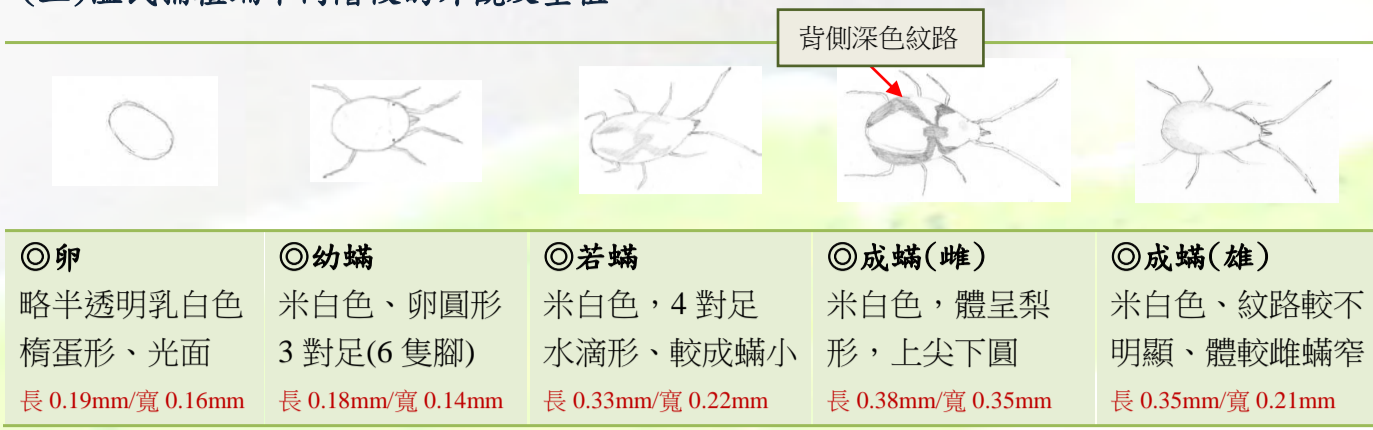 背側深色紋路
◎卵
略半透明乳白色
橢蛋形、光面
長 0.19mm/寬 0.16mm
◎幼蟎
米白色、卵圓形
3 對足(6 隻腳)
長 0.18mm/寬 0.14mm
◎若蟎
米白色，4 對足
水滴形、較成蟎小
長 0.33mm/寬 0.22mm
◎成蟎(雌)
米白色，體呈梨
形，上尖下圓
長 0.38mm/寬 0.35mm
◎成蟎(雄)
米白色、紋路較不
明顯、體較雌蟎窄
長 0.35mm/寬 0.21mm